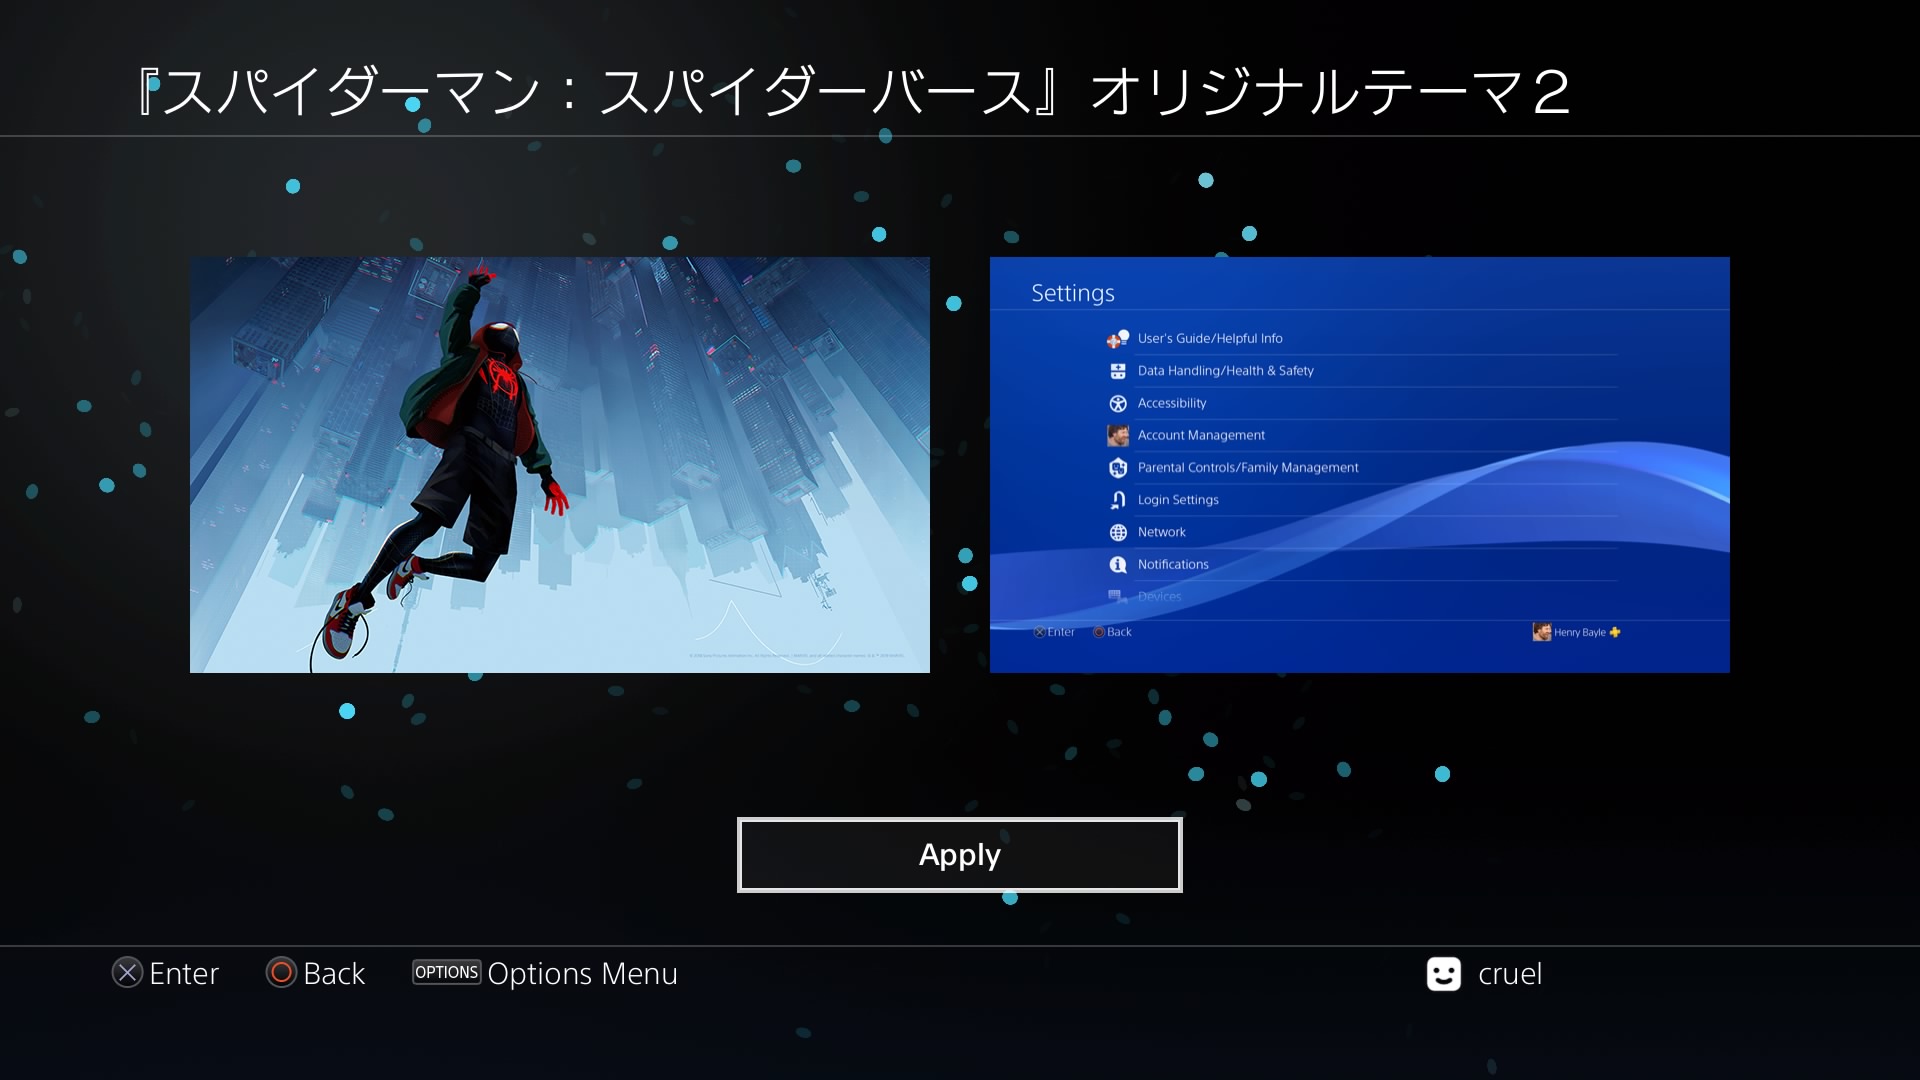 『スパイダーマン：スパイダーバース』オリジナルテーマ２
Settings
User's Guide/Helpful Info
Data Handling/Health & Safety
Accessibility
Account Management
Parental Controls/Family Management
Login Settings
Network
Notifications
Devices
Enter Back Henry Bayle
Apply
Enter Back OPTIONS Options Menu cruel